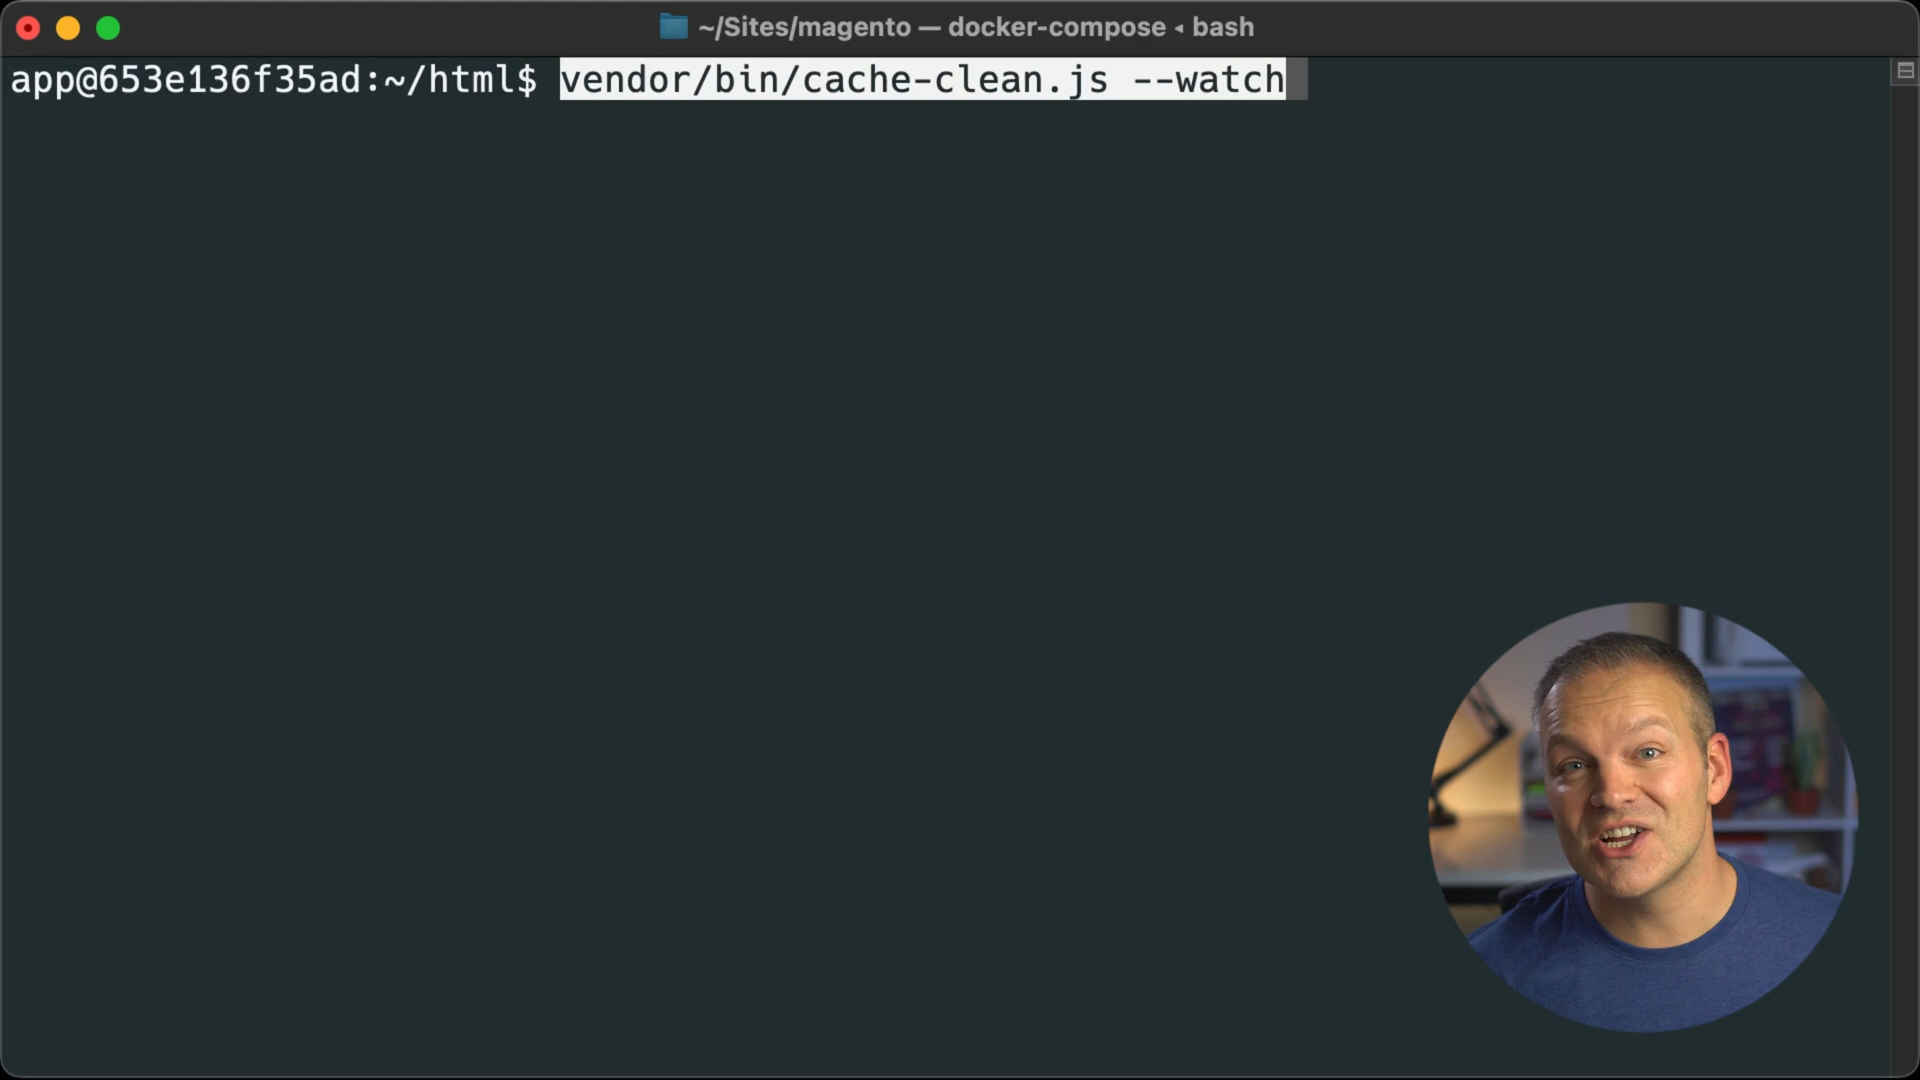 ~/Sites/magento — docker-compose ◂ bash
app@653e136f35ad:~/html$ vendor/bin/cache-clean.js --watch